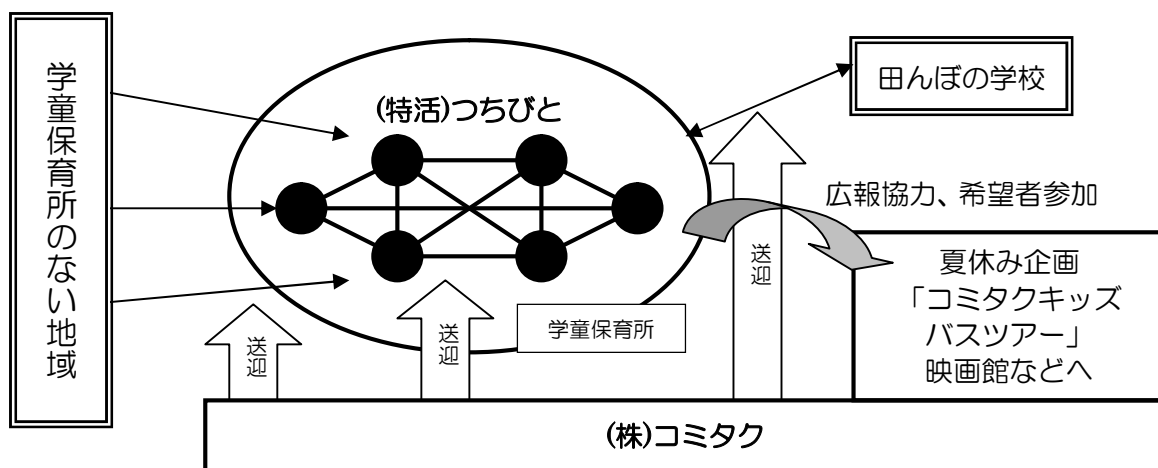 学童保育所のない地域
(特活)つちびと
田んぼの学校
広報協力、希望者参加
送迎
夏休み企画
「コミタクキッズ
バスツアー」
映画館などへ
学童保育所
送迎
送迎
(株)コミタク